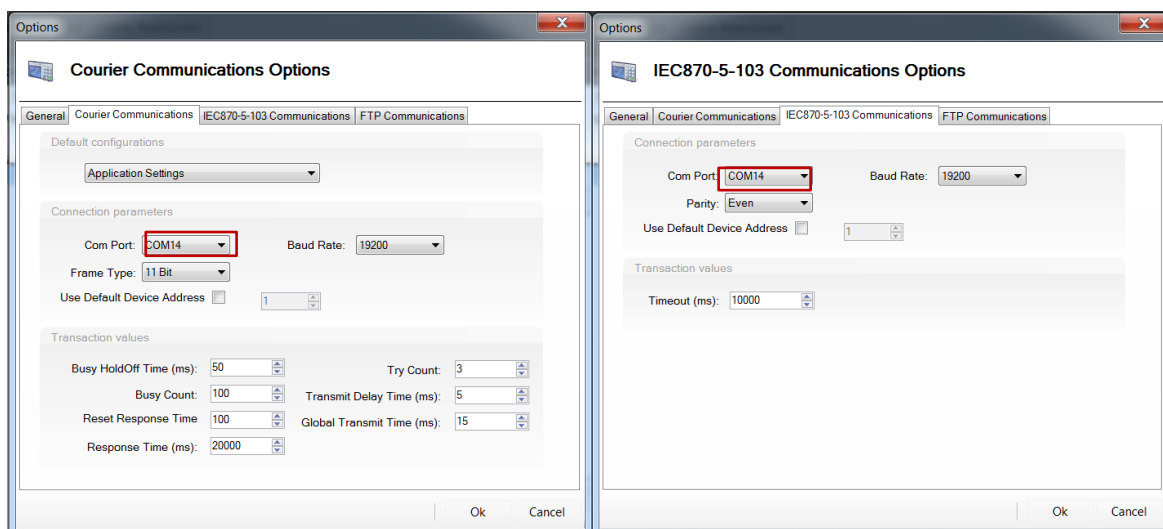 Options
Courier Communications Options
General Courier Communications IEC870-5-103 Communications FTP Communications
Default configurations
Application Settings
Connection parameters
Com Port: COM14 Baud Rate: 19200
Frame Type: 11 Bit
Use Default Device Address 1
Transaction values
Busy HoldOff Time (ms): 50 Try Count: 3
Busy Count: 100 Transmit Delay Time (ms): 5
Reset Response Time 100 Global Transmit Time (ms): 15
Response Time (ms): 20000
Ok Cancel
Options
IEC870-5-103 Communications Options
General Courier Communications IEC870-5-103 Communications FTP Communications
Connection parameters
Com Port: COM14 Baud Rate: 19200
Parity: Even
Use Default Device Address 1
Transaction values
Timeout (ms): 10000
Ok Cancel